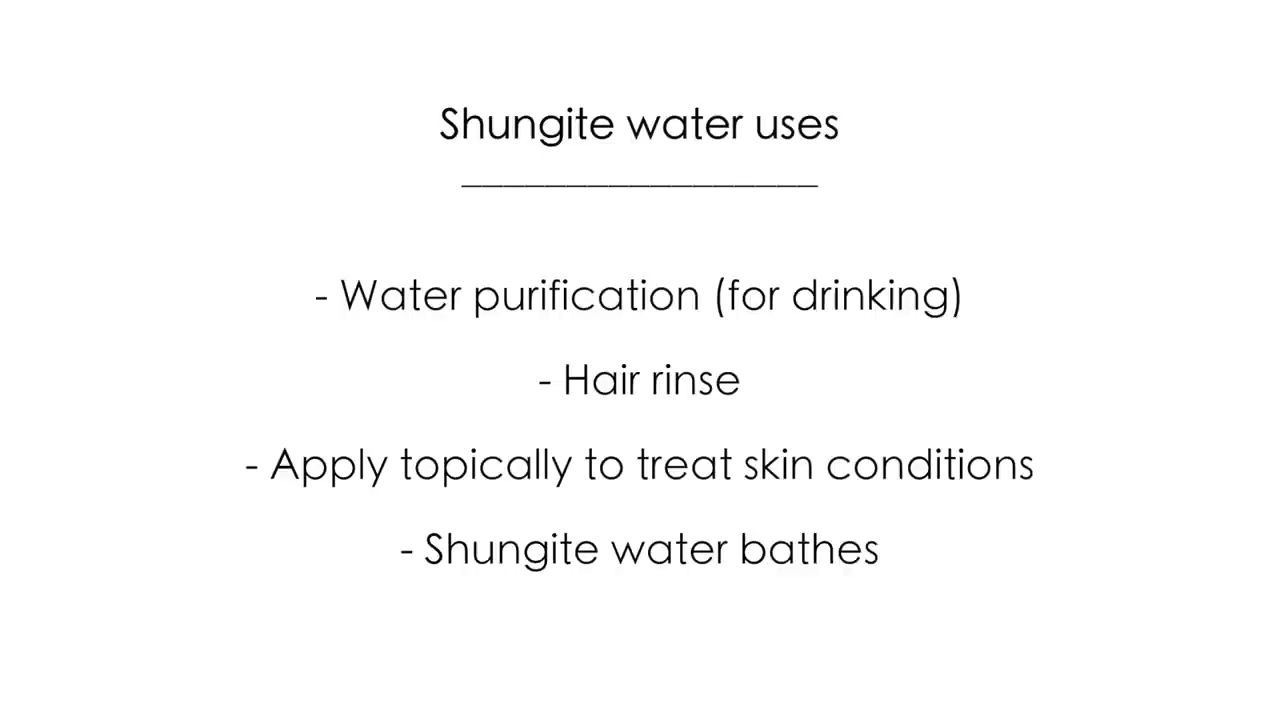 Shungite water uses
- Water purification (for drinking)
- Hair rinse
- Apply topically to treat skin conditions
- Shungite water bathes